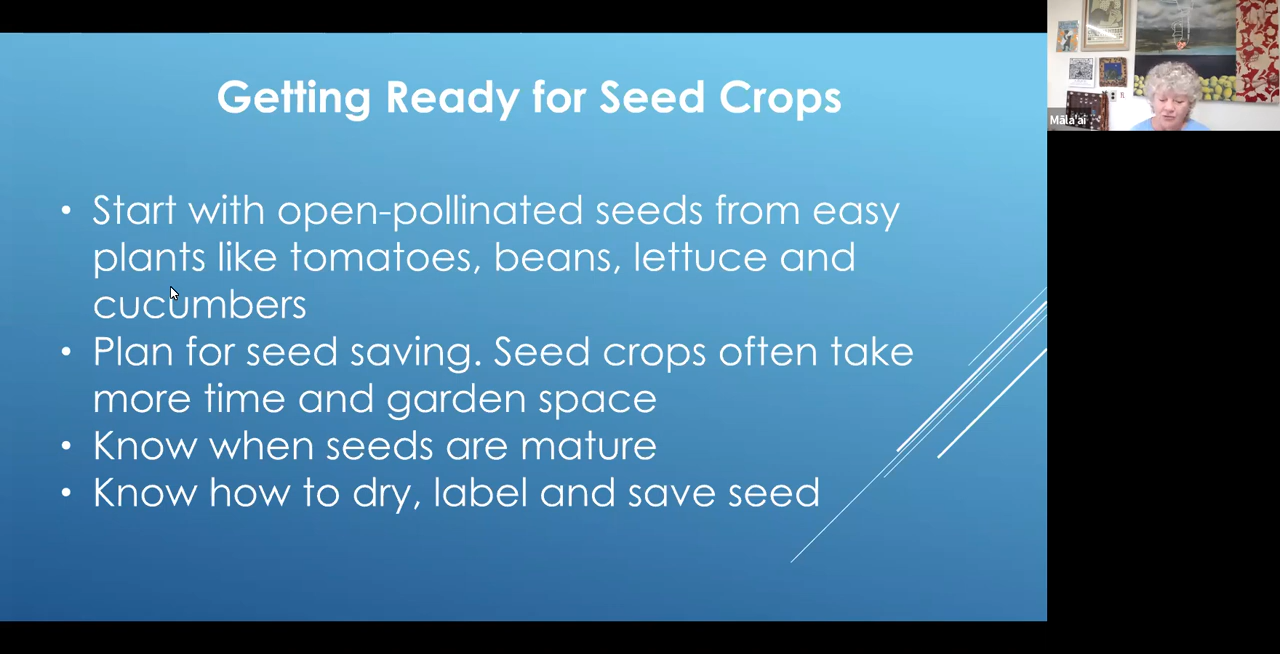 Getting Ready for Seed Crops
• Start with open-pollinated seeds from easy
plants like tomatoes, beans, lettuce and
cucumbers
• Plan for seed saving. Seed crops often take
more time and garden space
• Know when seeds are mature
• Know how to dry, label and save seed
Māla'ai